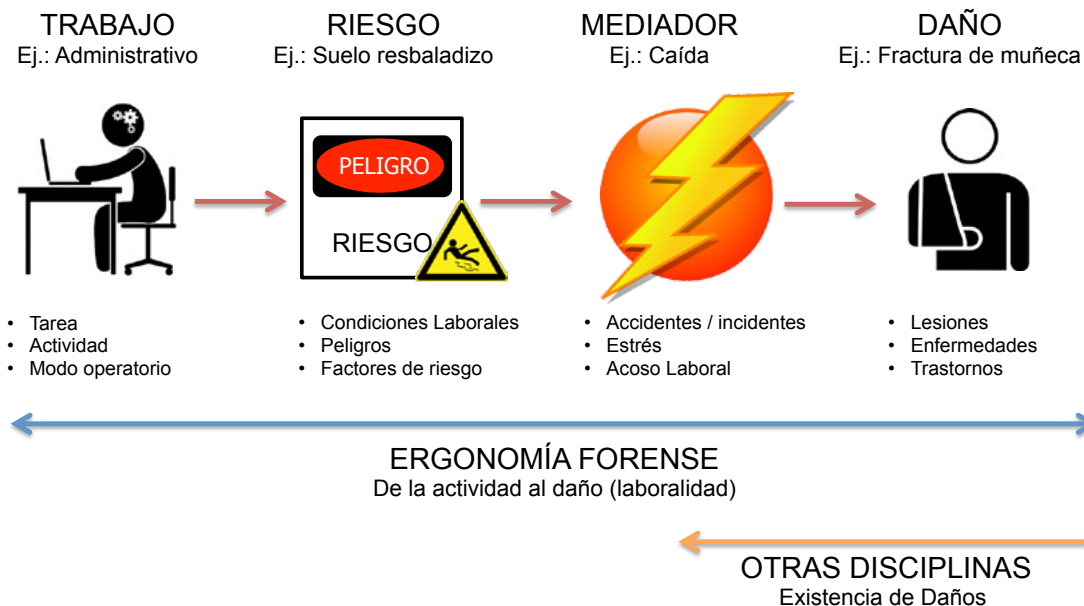 TRABAJO
Ej.: Administrativo
RIESGO
Ej.: Suelo resbaladizo
MEDIADOR
Ej.: Caída
DAÑO
Ej.: Fractura de muñeca
PELIGRO
RIESGO
• Tarea
• Actividad
• Modo operatorio
• Condiciones Laborales
• Peligros
• Factores de riesgo
• Accidentes / incidentes
• Estrés
• Acoso Laboral
• Lesiones
• Enfermedades
• Trastornos
ERGONOMÍA FORENSE
De la actividad al daño (laboralidad)
OTRAS DISCIPLINAS
Existencia de Daños